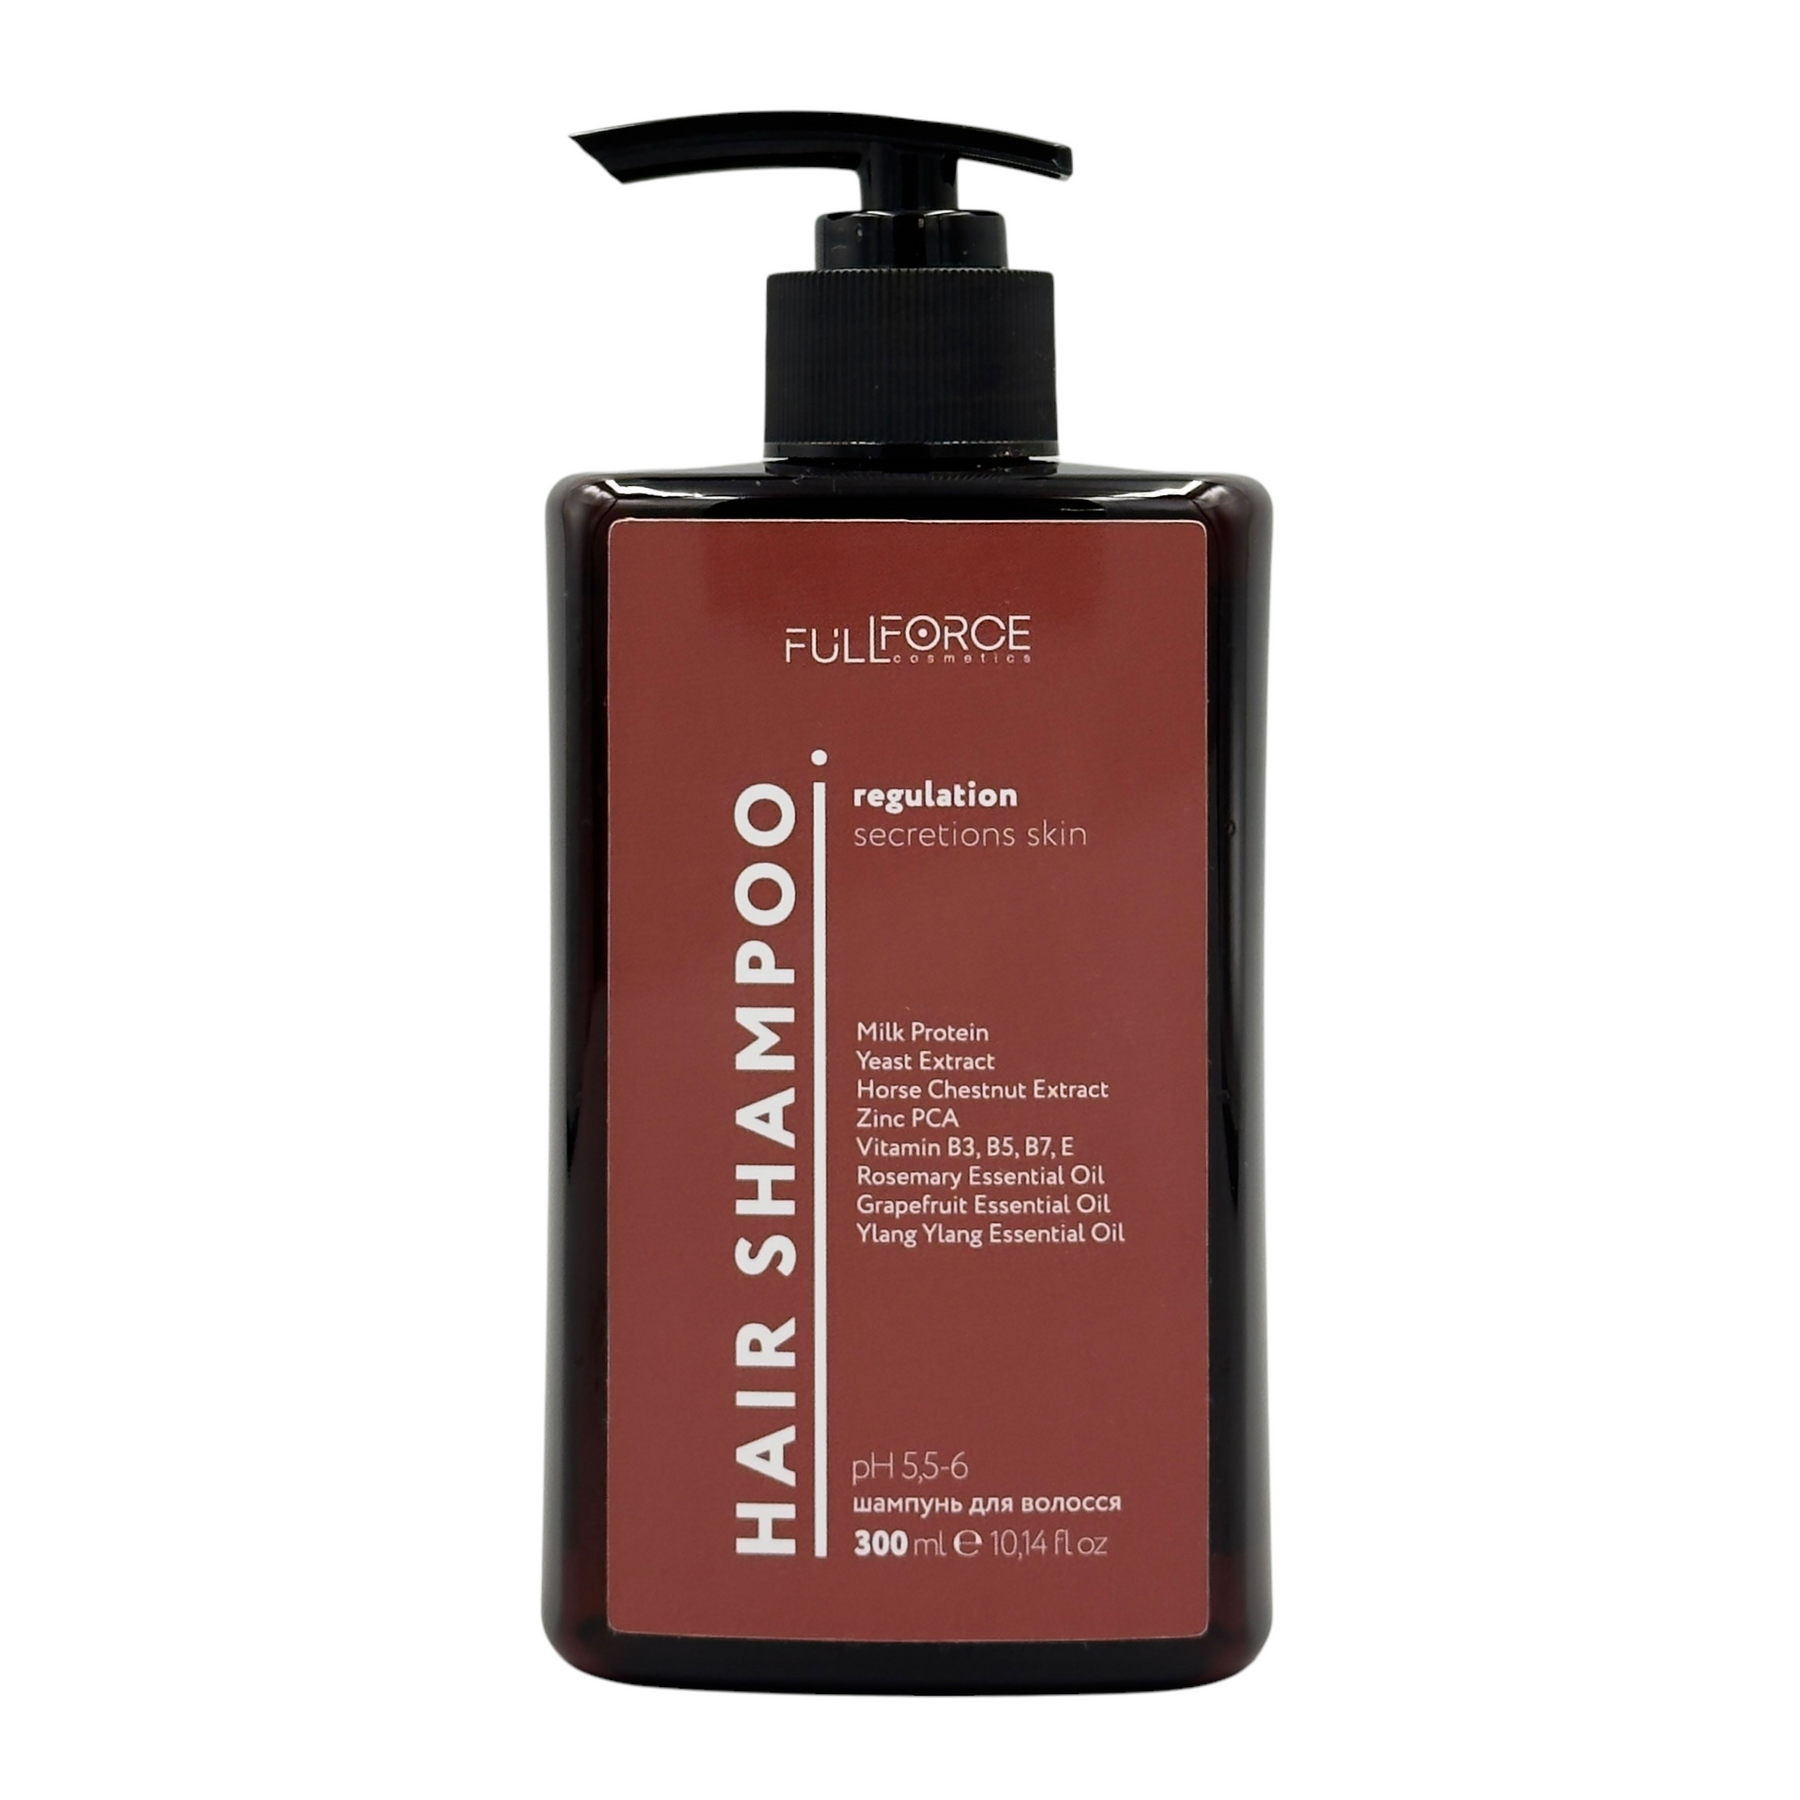 FULL FORCE
cosmetics
HAIR SHAMPOO
regulation
secretions skin
Milk Protein
Yeast Extract
Horse Chestnut Extract
Zinc PCA
Vitamin B3, B5, B7, E
Rosemary Essential Oil
Grapefruit Essential Oil
Ylang Ylang Essential Oil
pH 5,5-6
шампунь для волосся
300 ml ℮ 10,14 fl oz